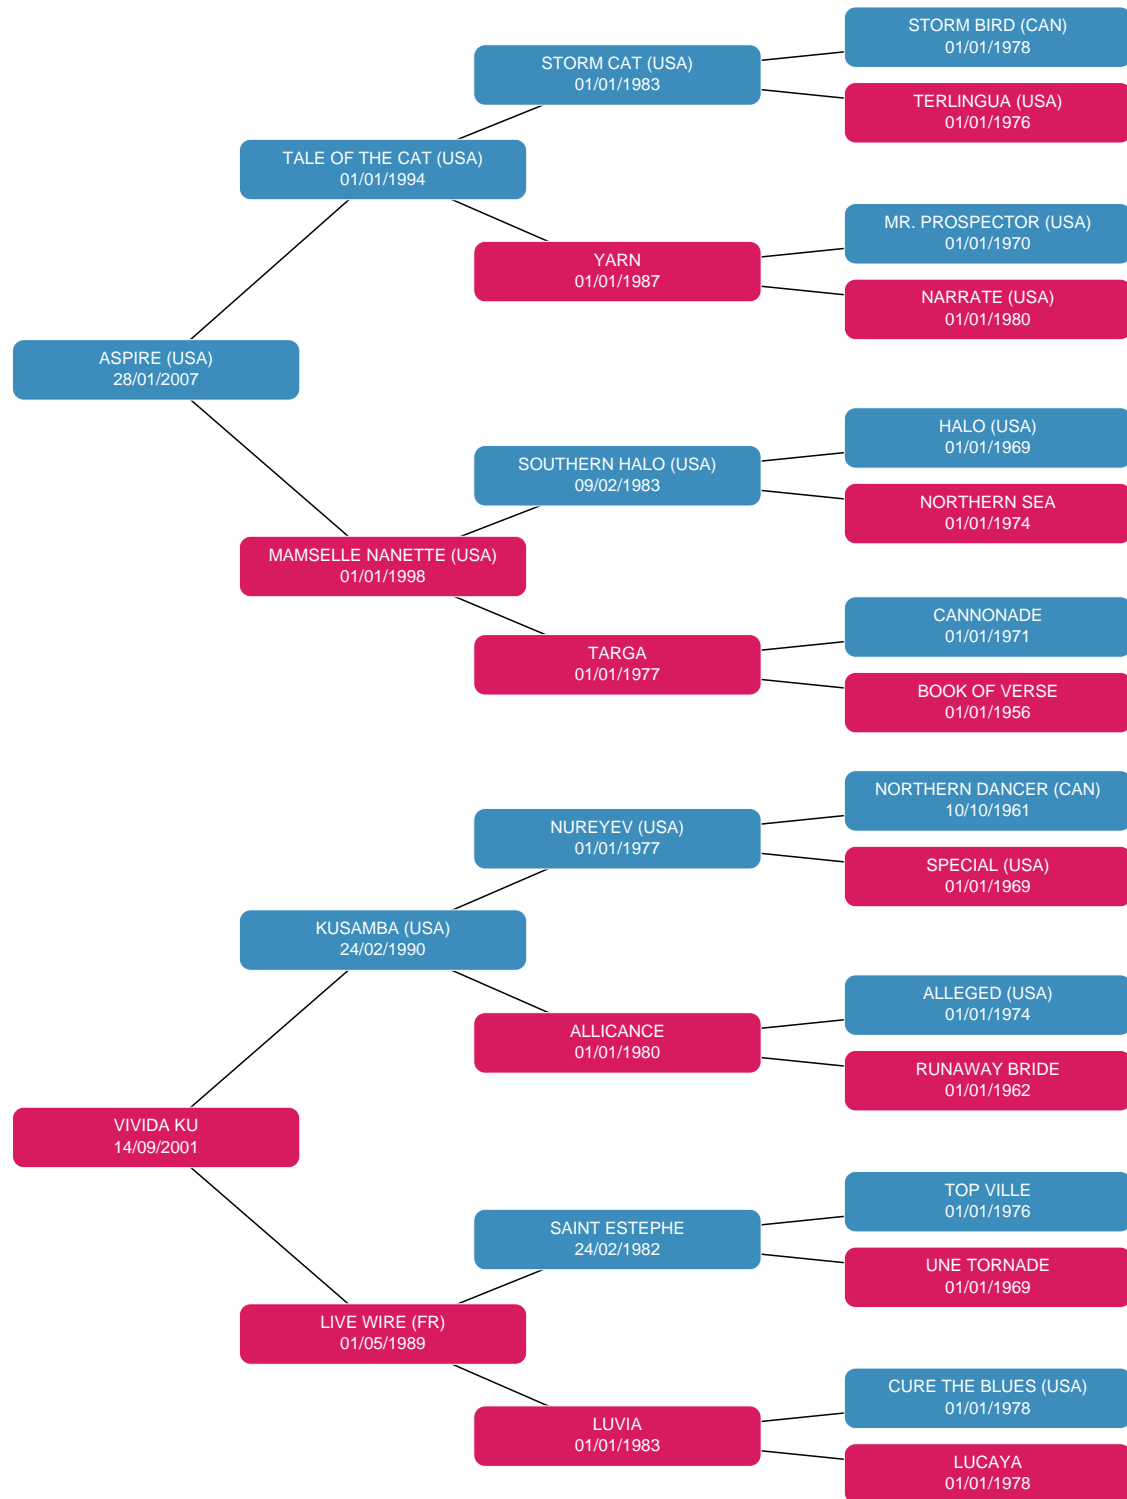 STORM BIRD (CAN)
01/01/1978
STORM CAT (USA)
01/01/1983
TERLINGUA (USA)
01/01/1976
TALE OF THE CAT (USA)
01/01/1994
MR. PROSPECTOR (USA)
01/01/1970
YARN
01/01/1987
NARRATE (USA)
01/01/1980
ASPIRE (USA)
28/01/2007
HALO (USA)
01/01/1969
SOUTHERN HALO (USA)
09/02/1983
NORTHERN SEA
01/01/1974
MAMSELLE NANETTE (USA)
01/01/1998
CANNONADE
01/01/1971
TARGA
01/01/1977
BOOK OF VERSE
01/01/1956
NORTHERN DANCER (CAN)
10/10/1961
NUREYEV (USA)
01/01/1977
SPECIAL (USA)
01/01/1969
KUSAMBA (USA)
24/02/1990
ALLEGED (USA)
01/01/1974
ALLICANCE
01/01/1980
RUNAWAY BRIDE
01/01/1962
VIVIDA KU
14/09/2001
TOP VILLE
01/01/1976
SAINT ESTEPHE
24/02/1982
UNE TORNADE
01/01/1969
LIVE WIRE (FR)
01/05/1989
CURE THE BLUES (USA)
01/01/1978
LUVIA
01/01/1983
LUCAYA
01/01/1978